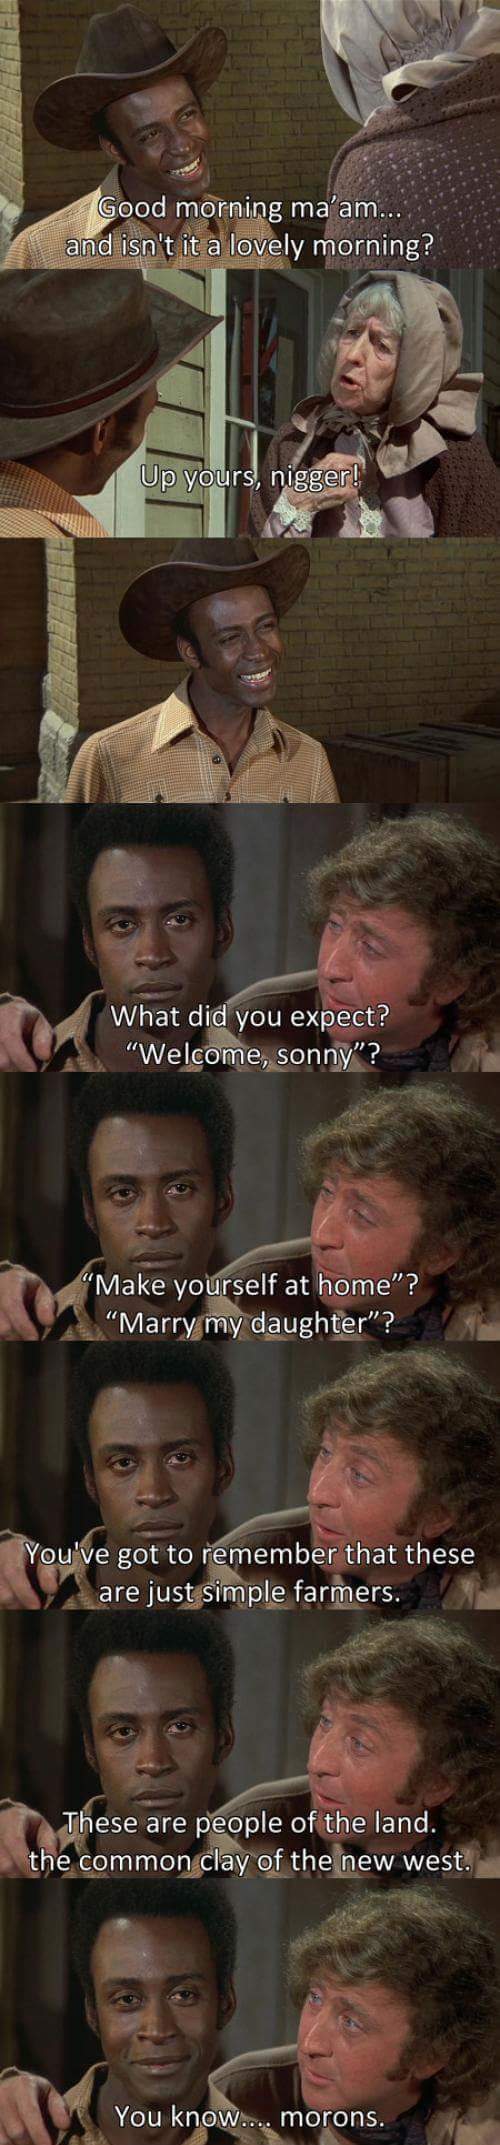 Good morning ma’am...
and isn't it a lovely morning?
Up yours, nigger!
What did you expect?
“Welcome, sonny”?
“Make yourself at home”?
“Marry my daughter”?
You've got to remember that these
are just simple farmers.
These are people of the land.
the common clay of the new west.
You know.... morons.